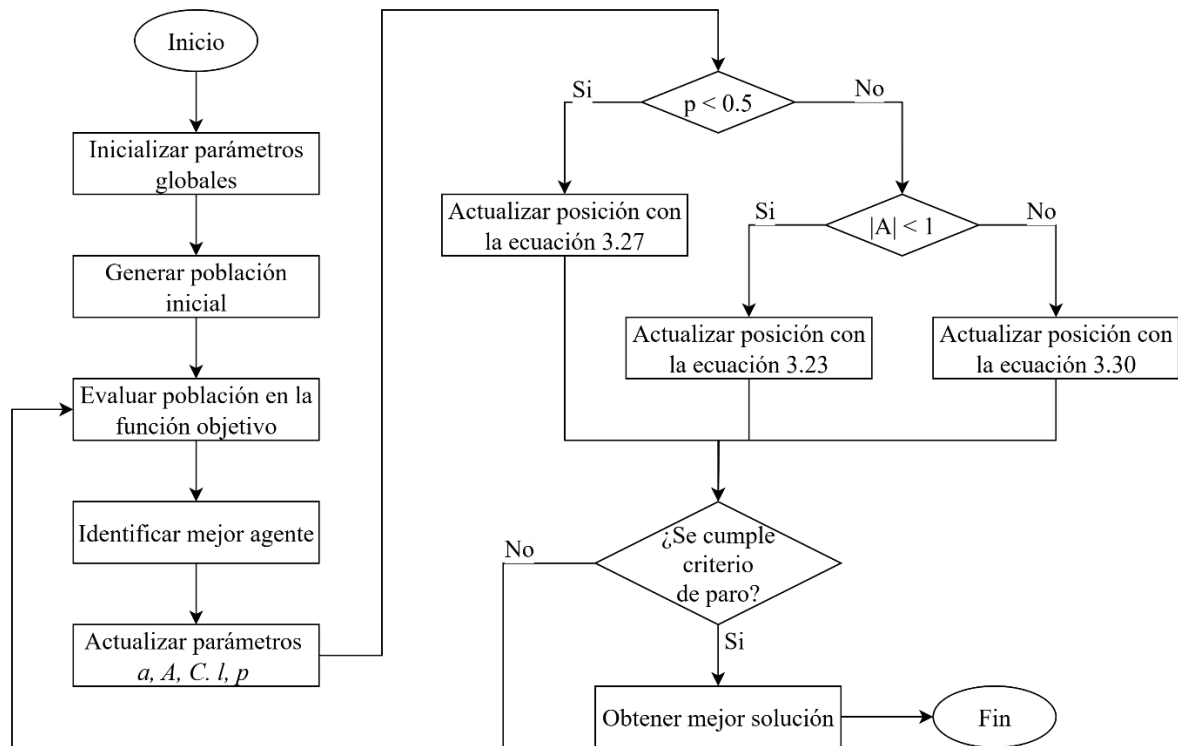 Inicio
Inicializar parámetros
globales
Generar población
inicial
Evaluar población en la
función objetivo
Identificar mejor agente
Actualizar parámetros
a, A, C. l, p
Si
p < 0.5
No
Actualizar posición con
la ecuación 3.27
Si
|A| < 1
No
Actualizar posición con
la ecuación 3.23
Actualizar posición con
la ecuación 3.30
No
¿Se cumple
criterio
de paro?
Si
Obtener mejor solución
Fin